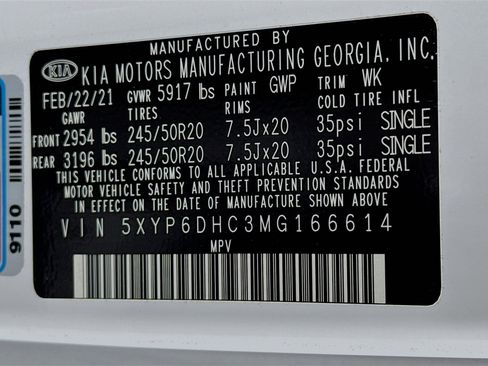 MANUFACTURED BY
KIA KIA MOTORS MANUFACTURING GEORGIA, INC.
FEB/22/21 GVWR 5917 lbs PAINT GWP TRIM WK
GAWR TIRES RIMS COLD TIRE INFL
FRONT 2954 lbs 245/50R20 7.5Jx20 35psi SINGLE
REAR 3196 lbs 245/50R20 7.5Jx20 35psi SINGLE
THIS VEHICLE CONFORMS TO ALL APPLICABLE U.S.A. FEDERAL
MOTOR VEHICLE SAFETY AND THEFT PREVENTION STANDARDS
IN EFFECT ON THE DATE OF MANUFACTURE SHOWN ABOVE
VIN 5XYP6DHC3MG166614
MPV
9110